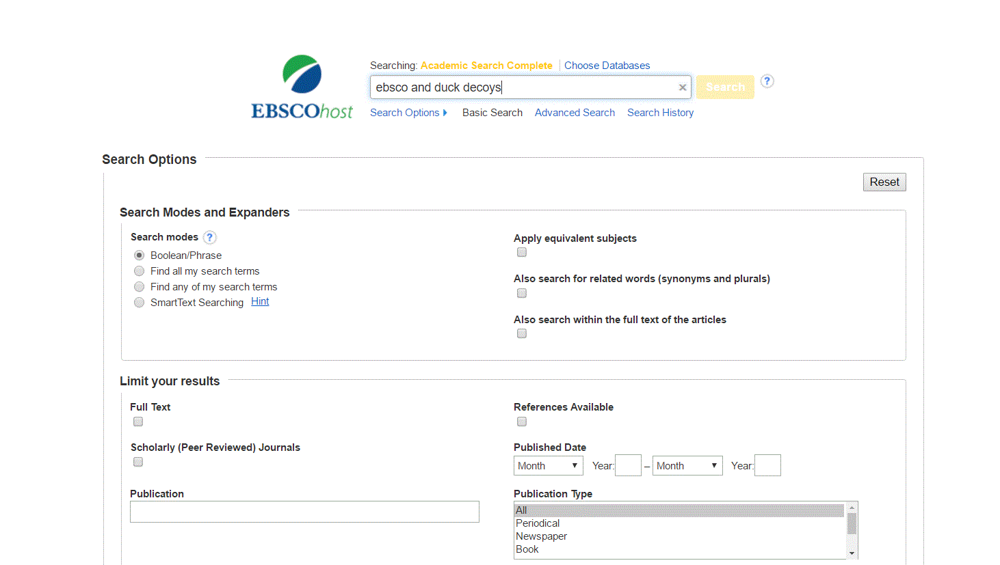 Searching: Academic Search Complete | Choose Databases
ebsco and duck decoys × Search ?
EBSCOhost
Search Options Basic Search Advanced Search Search History
Search Options
Reset
Search Modes and Expanders
Search modes ?
Boolean/Phrase
Find all my search terms
Find any of my search terms
SmartText Searching Hint
Apply equivalent subjects
Also search for related words (synonyms and plurals)
Also search within the full text of the articles
Limit your results
Full Text
References Available
Scholarly (Peer Reviewed) Journals
Published Date
Month Year: – Month Year:
Publication
Publication Type
All
Periodical
Newspaper
Book